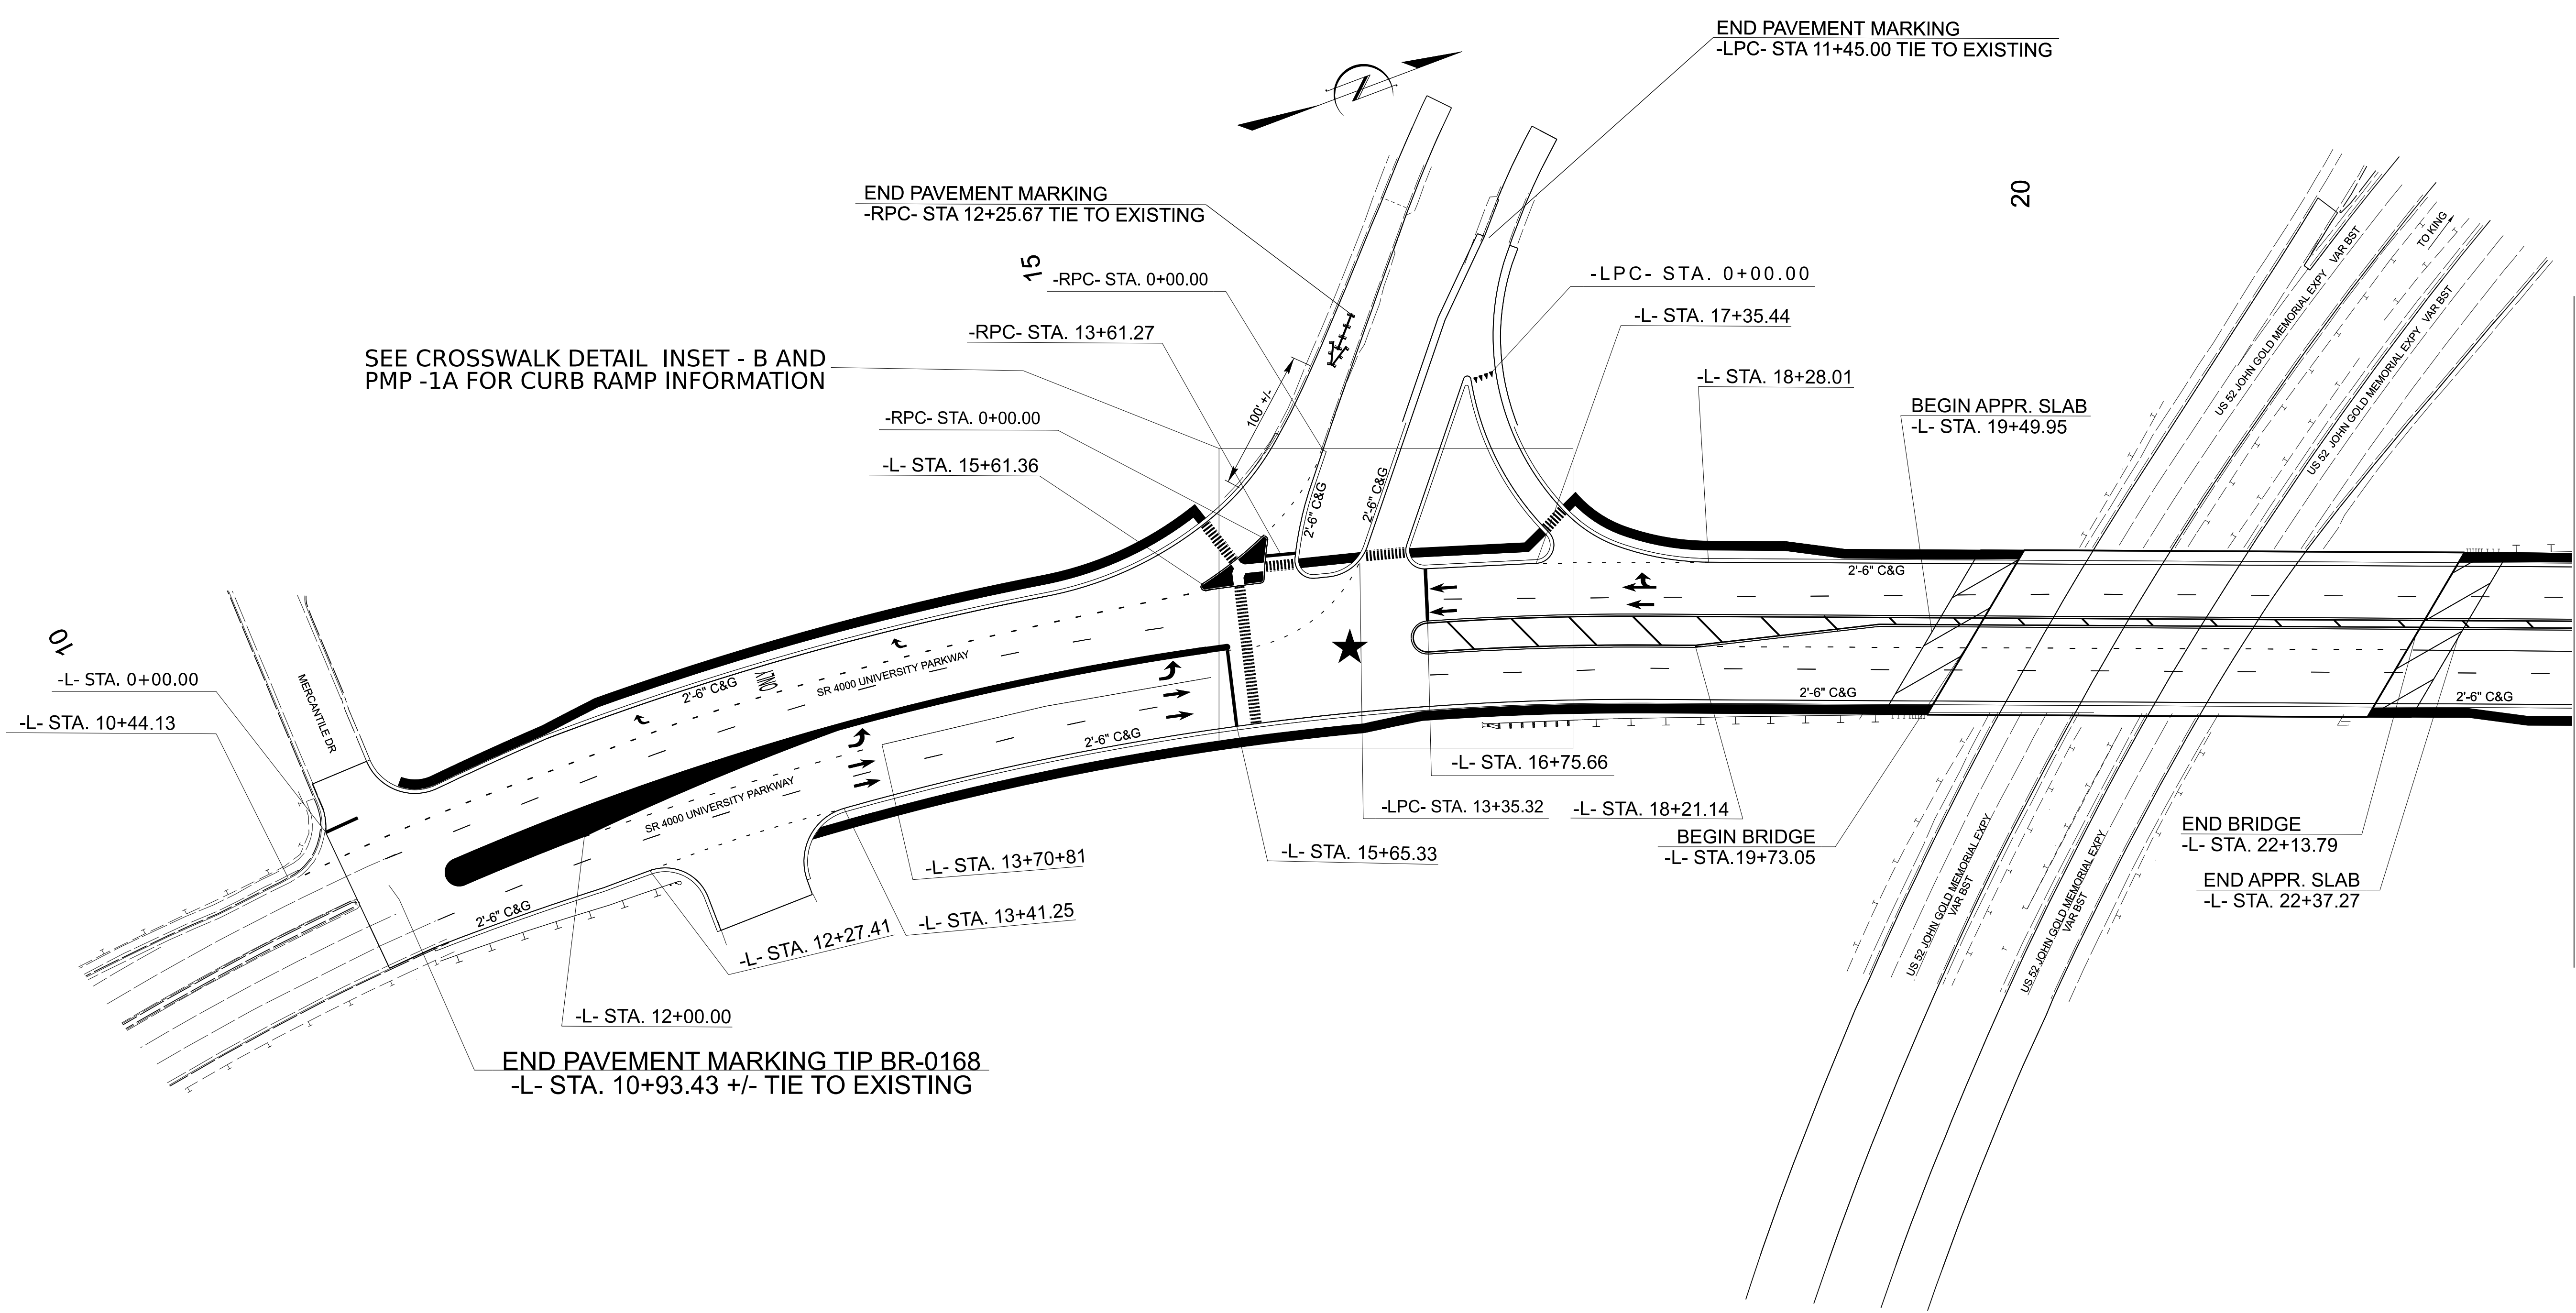 END PAVEMENT MARKING
-LPC- STA 11+45.00 TIE TO EXISTING
N
20
END PAVEMENT MARKING
-RPC- STA 12+25.67 TIE TO EXISTING
15
-RPC- STA. 0+00.00
-LPC- STA. 0+00.00
-RPC- STA. 13+61.27
-L- STA. 17+35.44
SEE CROSSWALK DETAIL INSET - B AND
PMP -1A FOR CURB RAMP INFORMATION
-L- STA. 18+28.01
100' +/-
-RPC- STA. 0+00.00
BEGIN APPR. SLAB
-L- STA. 19+49.95
-L- STA. 15+61.36
US 52 JOHN GOLD MEMORIAL EXPY VAR BST
TO KING
US 52 JOHN GOLD MEMORIAL EXPY VAR BST
2'-6" C&G
2'-6" C&G
2'-6" C&G
10
-L- STA. 0+00.00
-L- STA. 10+44.13
MERCANTILE DR
2'-6" C&G
ONLY
SR 4000 UNIVERSITY PARKWAY
2'-6" C&G
2'-6" C&G
2'-6" C&G
SR 4000 UNIVERSITY PARKWAY
-L- STA. 16+75.66
-LPC- STA. 13+35.32
-L- STA. 18+21.14
BEGIN BRIDGE
-L- STA.19+73.05
END BRIDGE
-L- STA. 22+13.79
END APPR. SLAB
-L- STA. 22+37.27
-L- STA. 15+65.33
-L- STA. 13+70+81
2'-6" C&G
-L- STA. 13+41.25
-L- STA. 12+27.41
US 52 JOHN GOLD MEMORIAL EXPY
VAR BST
US 52 JOHN GOLD MEMORIAL EXPY
VAR BST
-L- STA. 12+00.00
END PAVEMENT MARKING TIP BR-0168
-L- STA. 10+93.43 +/- TIE TO EXISTING